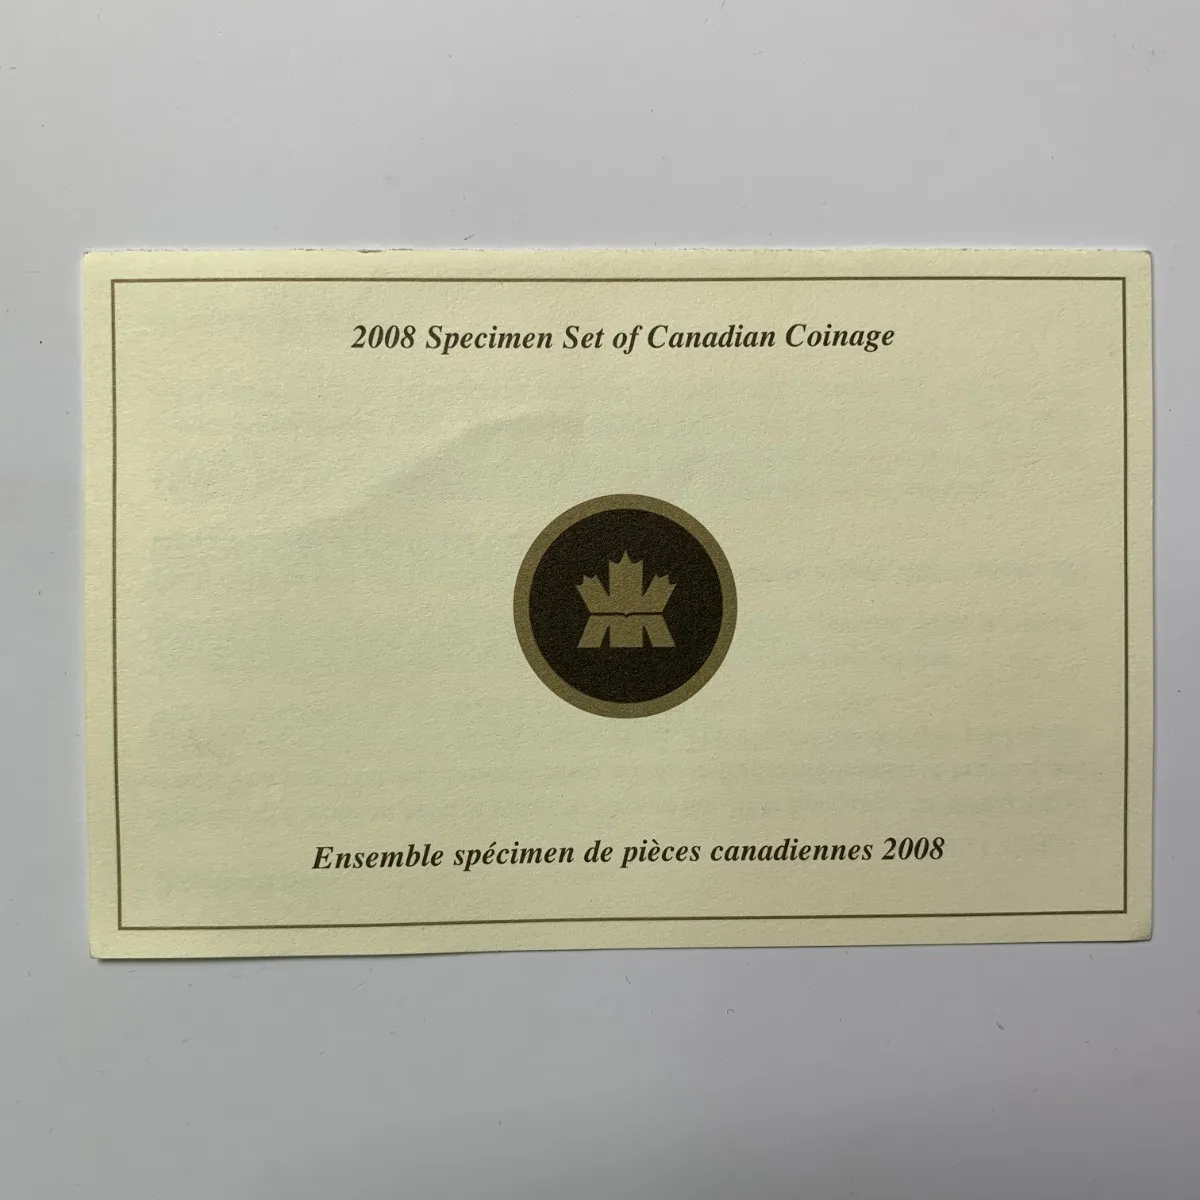 2008 Specimen Set of Canadian Coinage
Ensemble spécimen de pièces canadiennes 2008